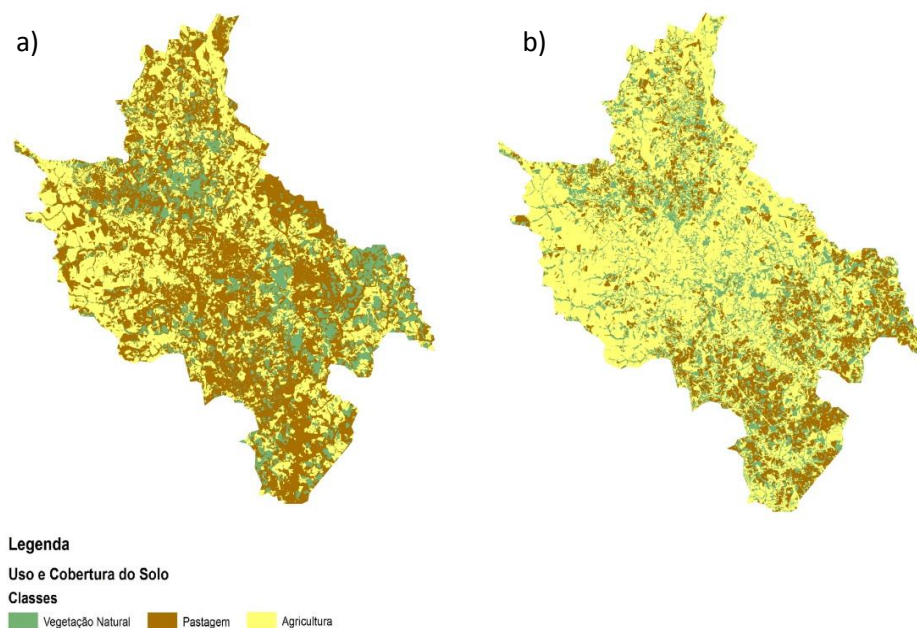 a)
b)
Legenda
Uso e Cobertura do Solo
Classes
Vegetação Natural Pastagem Agricultura